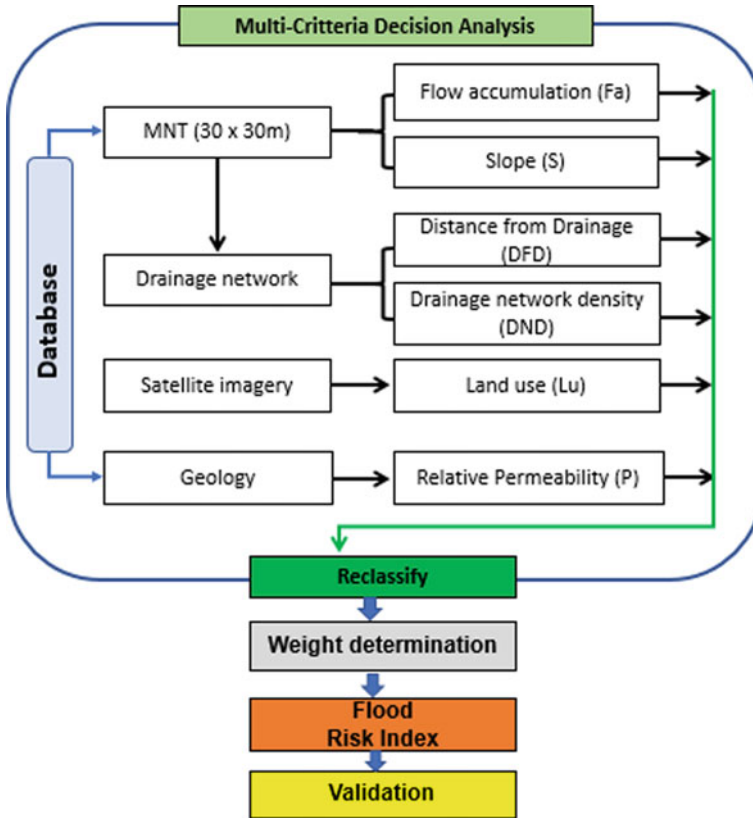 Multi-Critteria Decision Analysis
Database
MNT (30 x 30m)
Flow accumulation (Fa)
Slope (S)
Drainage network
Distance from Drainage
(DFD)
Drainage network density
(DND)
Satellite imagery
Land use (Lu)
Geology
Relative Permeability (P)
Reclassify
Weight determination
Flood
Risk Index
Validation